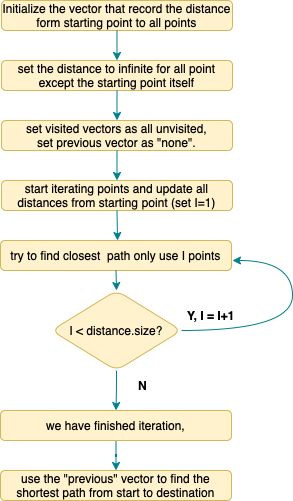 Initialize the vector that record the distance
form starting point to all points
set the distance to infinite for all point
except the starting point itself
set visited vectors as all unvisited,
set previous vector as "none".
start iterating points and update all
distances from starting point (set I=1)
try to find closest path only use I points
I < distance.size?
Y, I = I+1
N
we have finished iteration,
use the "previous" vector to find the
shortest path from start to destination